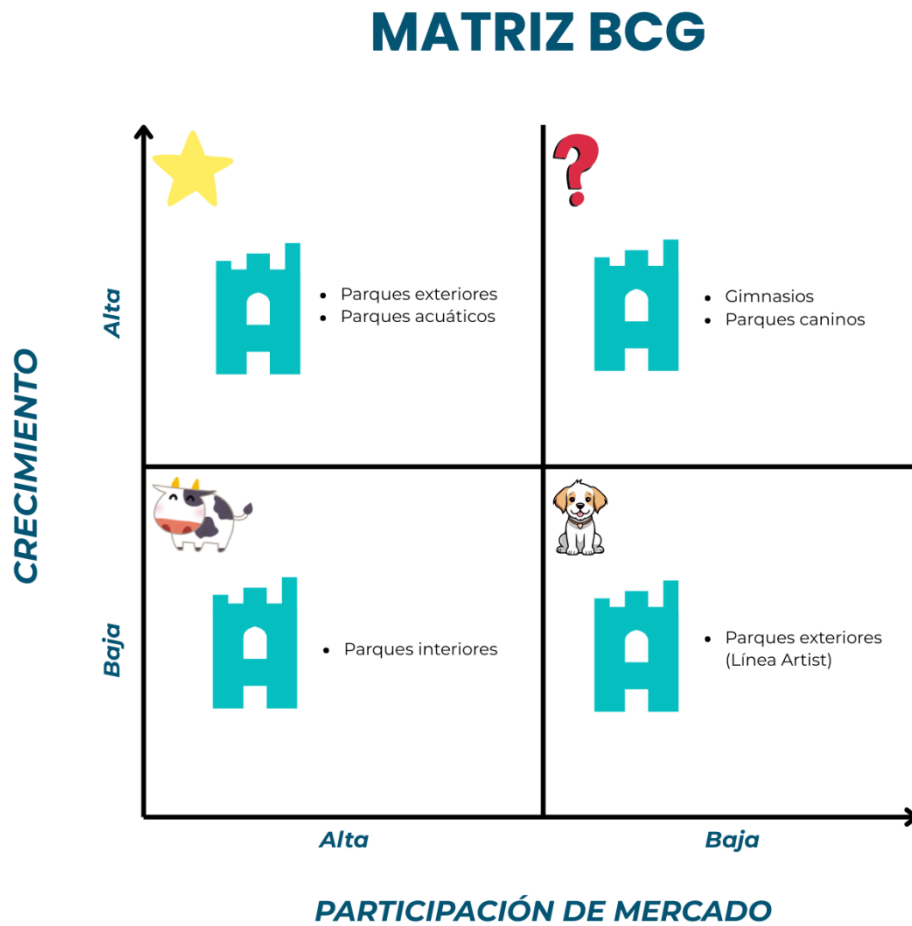 MATRIZ BCG
CRECIMIENTO
Alta
• Parques exteriores
• Parques acuáticos
• Gimnasios
• Parques caninos
Baja
• Parques interiores
• Parques exteriores
(Línea Artist)
Alta
Baja
PARTICIPACIÓN DE MERCADO